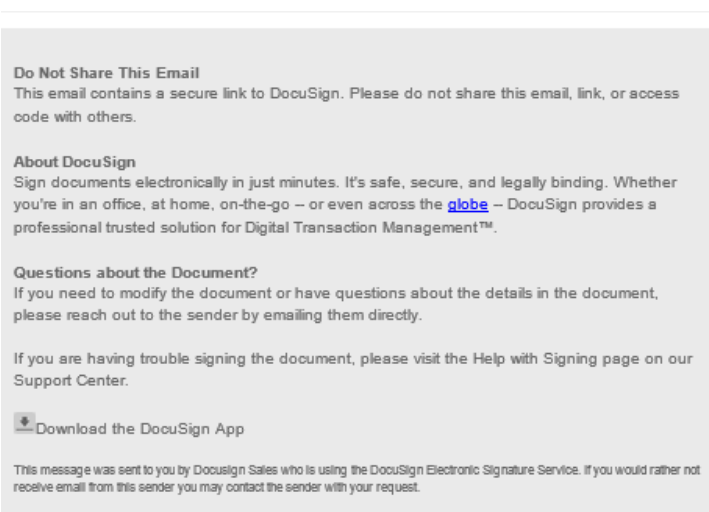 Do Not Share This Email
This email contains a secure link to DocuSign. Please do not share this email, link, or access
code with others.
About DocuSign
Sign documents electronically in just minutes. It's safe, secure, and legally binding. Whether
you're in an office, at home, on-the-go -- or even across the globe -- DocuSign provides a
professional trusted solution for Digital Transaction Management™.
Questions about the Document?
If you need to modify the document or have questions about the details in the document,
please reach out to the sender by emailing them directly.
If you are having trouble signing the document, please visit the Help with Signing page on our
Support Center.
Download the DocuSign App
This message was sent to you by Docusign Sales who is using the DocuSign Electronic Signature Service. If you would rather not
receive email from this sender you may contact the sender with your request.